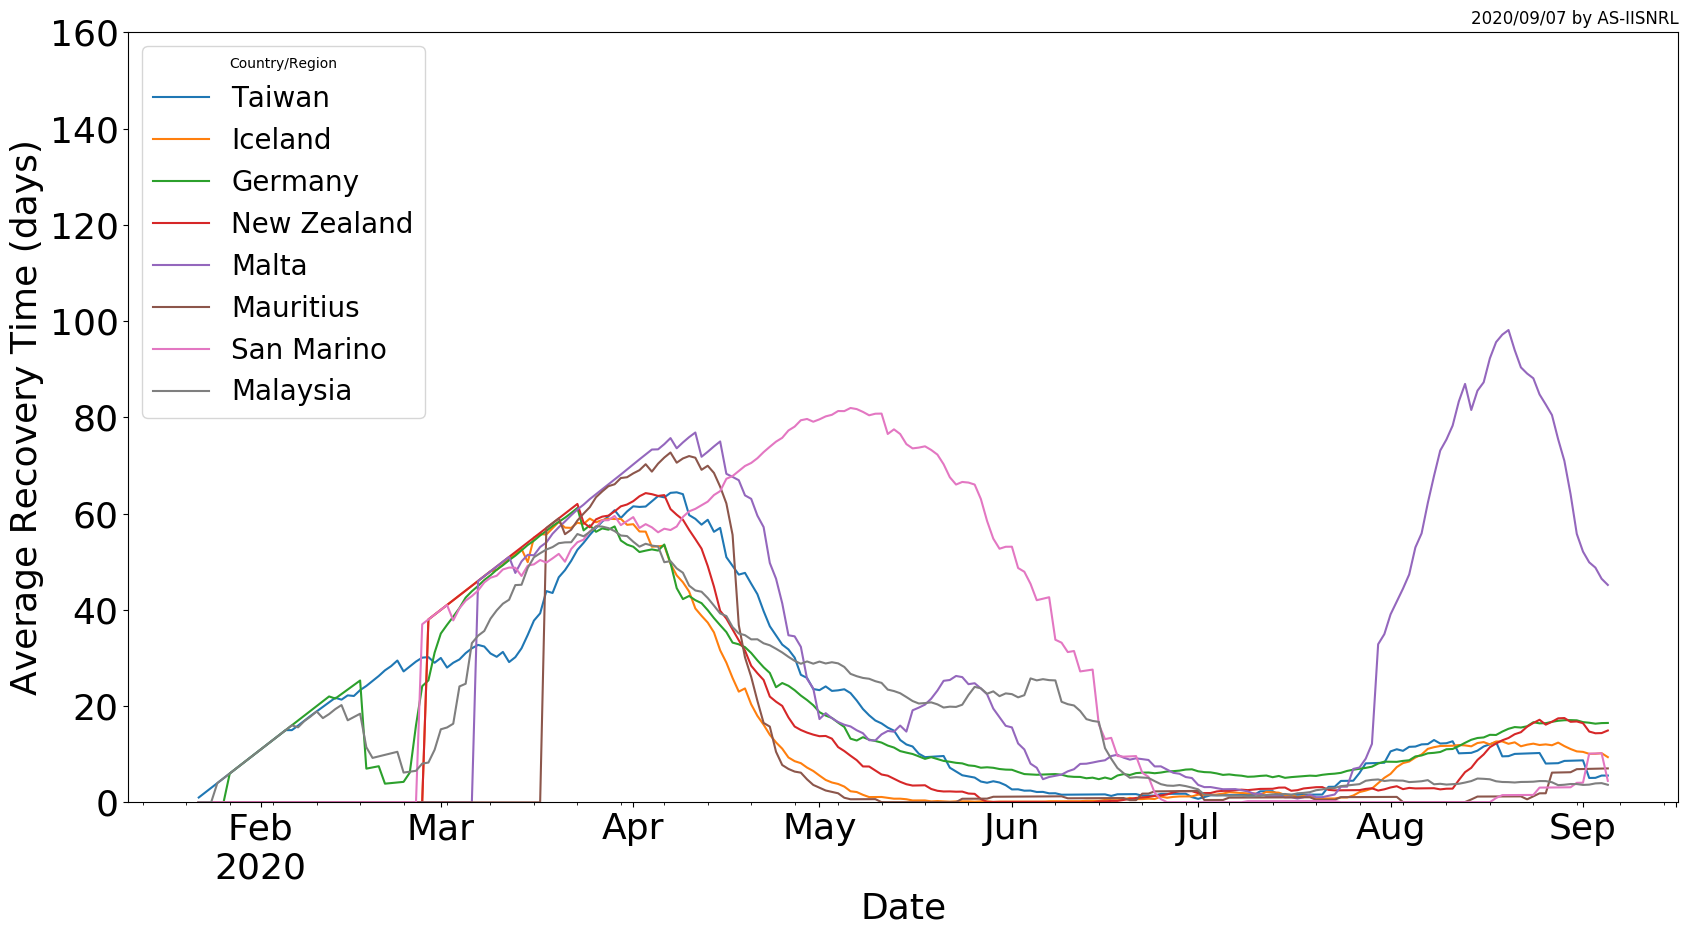 2020/09/07 by AS-IISNRL
160
140
120
100
80
60
40
20
0
Average Recovery Time (days)
Country/Region
Taiwan
Iceland
Germany
New Zealand
Malta
Mauritius
San Marino
Malaysia
Feb Mar Apr May Jun Jul Aug Sep
2020
Date